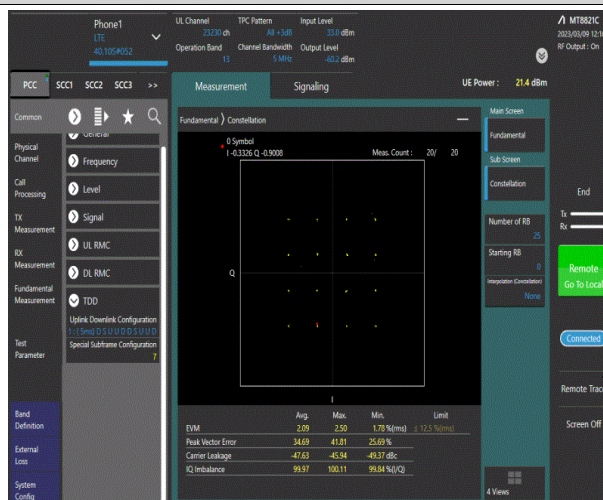 Phone1
LTE
40.105#052
UL Channel TPC Pattern Input Level
23230 ch All +3dB 33.0 dBm
Operation Band Channel Bandwidth Output Level
13 5 MHz -60.2 dBm
MT8821C
2023/03/09 12:10
RF Output : On
PCC SCC1 SCC2 SCC3 >>
Measurement Signaling
UE Power : 21.4 dBm
Common
Physical
Channel
Call
Processing
TX
Measurement
RX
Measurement
Fundamental
Measurement
Test
Parameter
Band
Definition
External
Loss
System
Config
General
Frequency
Level
Signal
UL RMC
DL RMC
TDD
Uplink Downlink Configuration
1 : ( 5ms) D S U U D D S U U D
Special Subframe Configuration
7
Fundamental Constellation
0 Symbol
I -0.3326 Q -0.9008 Meas. Count : 20/ 20
Q
I
Avg. Max. Min. Limit
EVM 2.09 2.50 1.78 %(rms) ≤ 12.5 %(rms)
Peak Vector Error 34.69 41.81 25.69 %
Carrier Leakage -47.63 -45.94 -49.37 dBc
IQ Imbalance 99.97 100.11 99.84 %(I/Q)
Main Screen
Fundamental
Sub Screen
Constellation
Number of RB
25
Starting RB
0
Interpolation (Constellation)
None
4 Views
End
Tx
Rx
Remote
Go To Local
Connected
Remote Trac
Screen Off